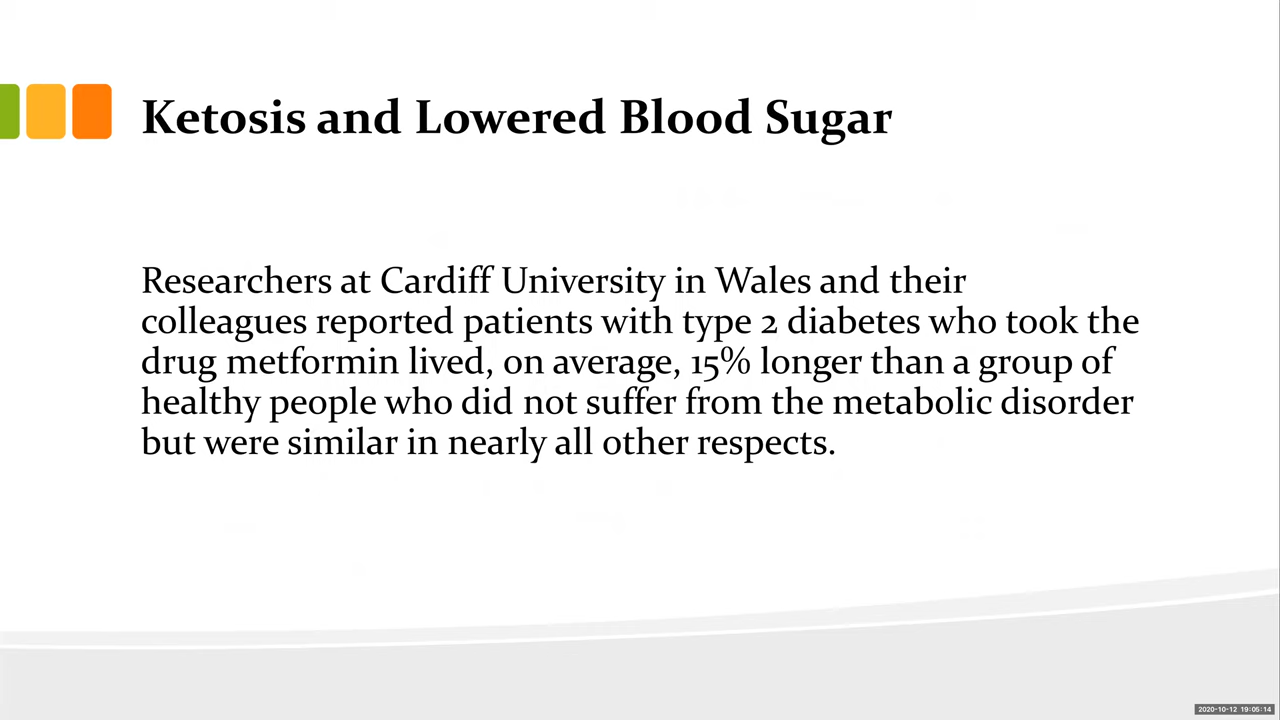 Ketosis and Lowered Blood Sugar
Researchers at Cardiff University in Wales and their
colleagues reported patients with type 2 diabetes who took the
drug metformin lived, on average, 15% longer than a group of
healthy people who did not suffer from the metabolic disorder
but were similar in nearly all other respects.
2020-10-12 19:05:14